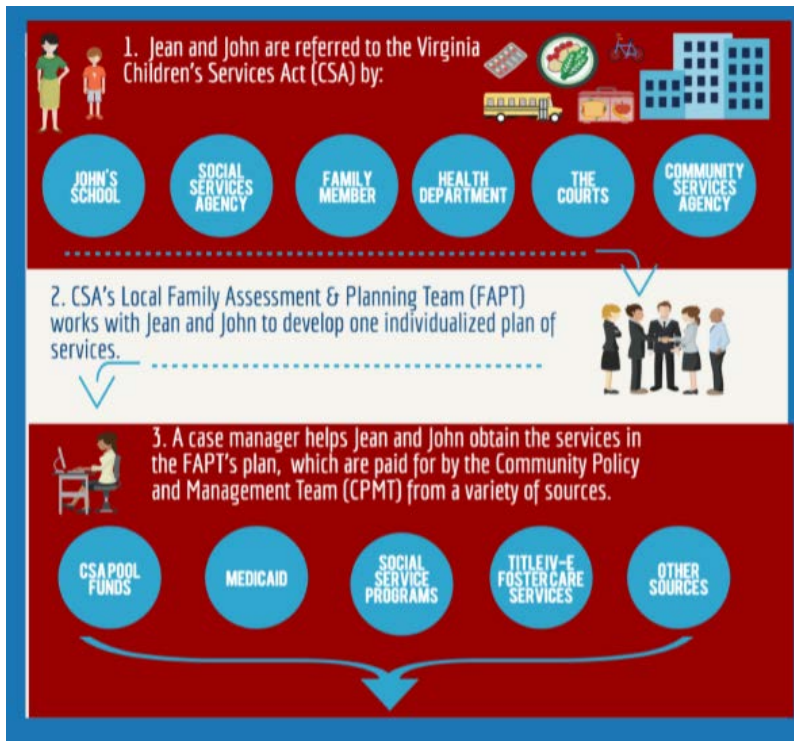 1. Jean and John are referred to the Virginia
Children's Services Act (CSA) by:
JOHN'S
SCHOOL
SOCIAL
SERVICES
AGENCY
FAMILY
MEMBER
HEALTH
DEPARTMENT
THE
COURTS
COMMUNITY
SERVICES
AGENCY
2. CSA's Local Family Assessment & Planning Team (FAPT)
works with Jean and John to develop one individualized plan of
services.
3. A case manager helps Jean and John obtain the services in
the FAPT's plan, which are paid for by the Community Policy
and Management Team (CPMT) from a variety of sources.
CSA POOL
FUNDS
MEDICAID
SOCIAL
SERVICE
PROGRAMS
TITLE IV-E
FOSTER CARE
SERVICES
OTHER
SOURCES